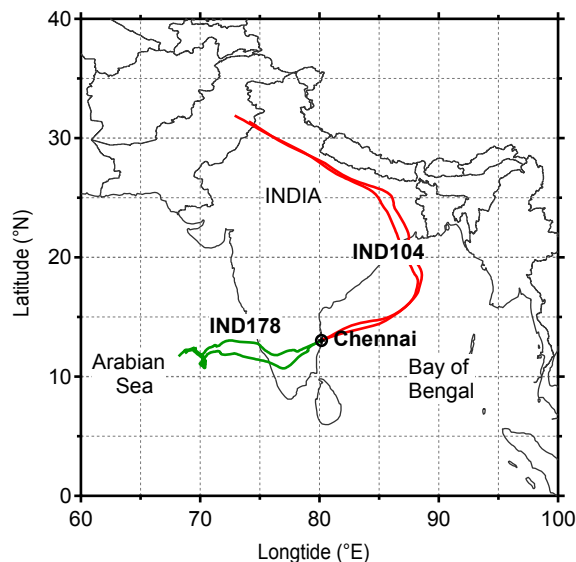 40
30
20
10
0
Latitude (°N)
INDIA
IND104
IND178
Chennai
Arabian
Sea
Bay of
Bengal
60
70
80
90
100
Longtide (°E)